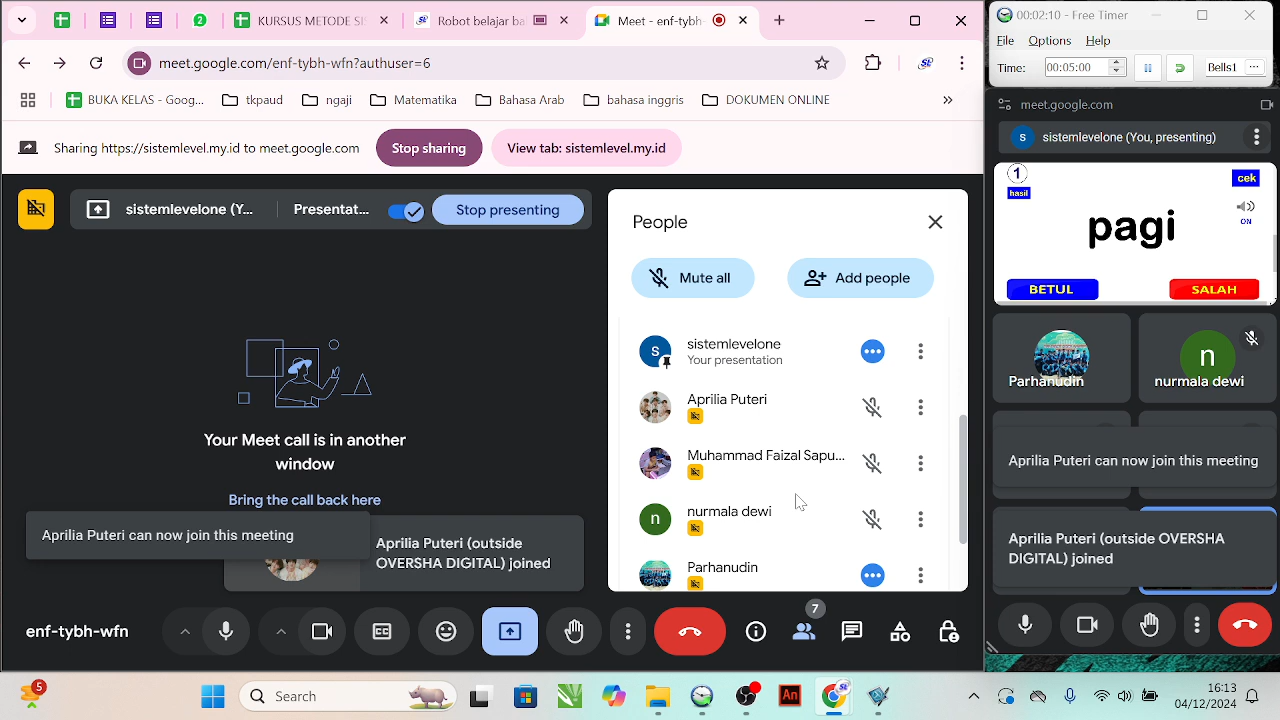 2
KURSUS METODE SIS
Robot belajar ba
Meet - enf-tybh-
meet.google.com/enf-tybh-wfn?authuser=6
BUKA KELAS - Goog...
tkpaud
ngaji
Matematika
Bahasa Arab
bahasa inggris
DOKUMEN ONLINE
»
Sharing https://sistemlevel.my.id to meet.google.com
Stop sharing
View tab: sistemlevel.my.id
sistemlevelone (Y...
Presentat...
Stop presenting
People
Mute all
Add people
s
sistemlevelone
Your presentation
Aprilia Puteri
Muhammad Faizal Sapu...
n
nurmala dewi
Parhanudin
Your Meet call is in another
window
Bring the call back here
Aprilia Puteri can now join this meeting
Aprilia Puteri (outside
OVERSHA DIGITAL) joined
enf-tybh-wfn
7
00:02:10 - Free Timer
File Options Help
Time:
00:05:00
Bells1
meet.google.com
s
sistemlevelone (You, presenting)
1
hasil
cek
pagi
ON
BETUL
SALAH
Parhanudin
n
nurmala dewi
Aprilia Puteri can now join this meeting
Aprilia Puteri (outside OVERSHA
DIGITAL) joined
5
Search
An
16:13
04/12/2024